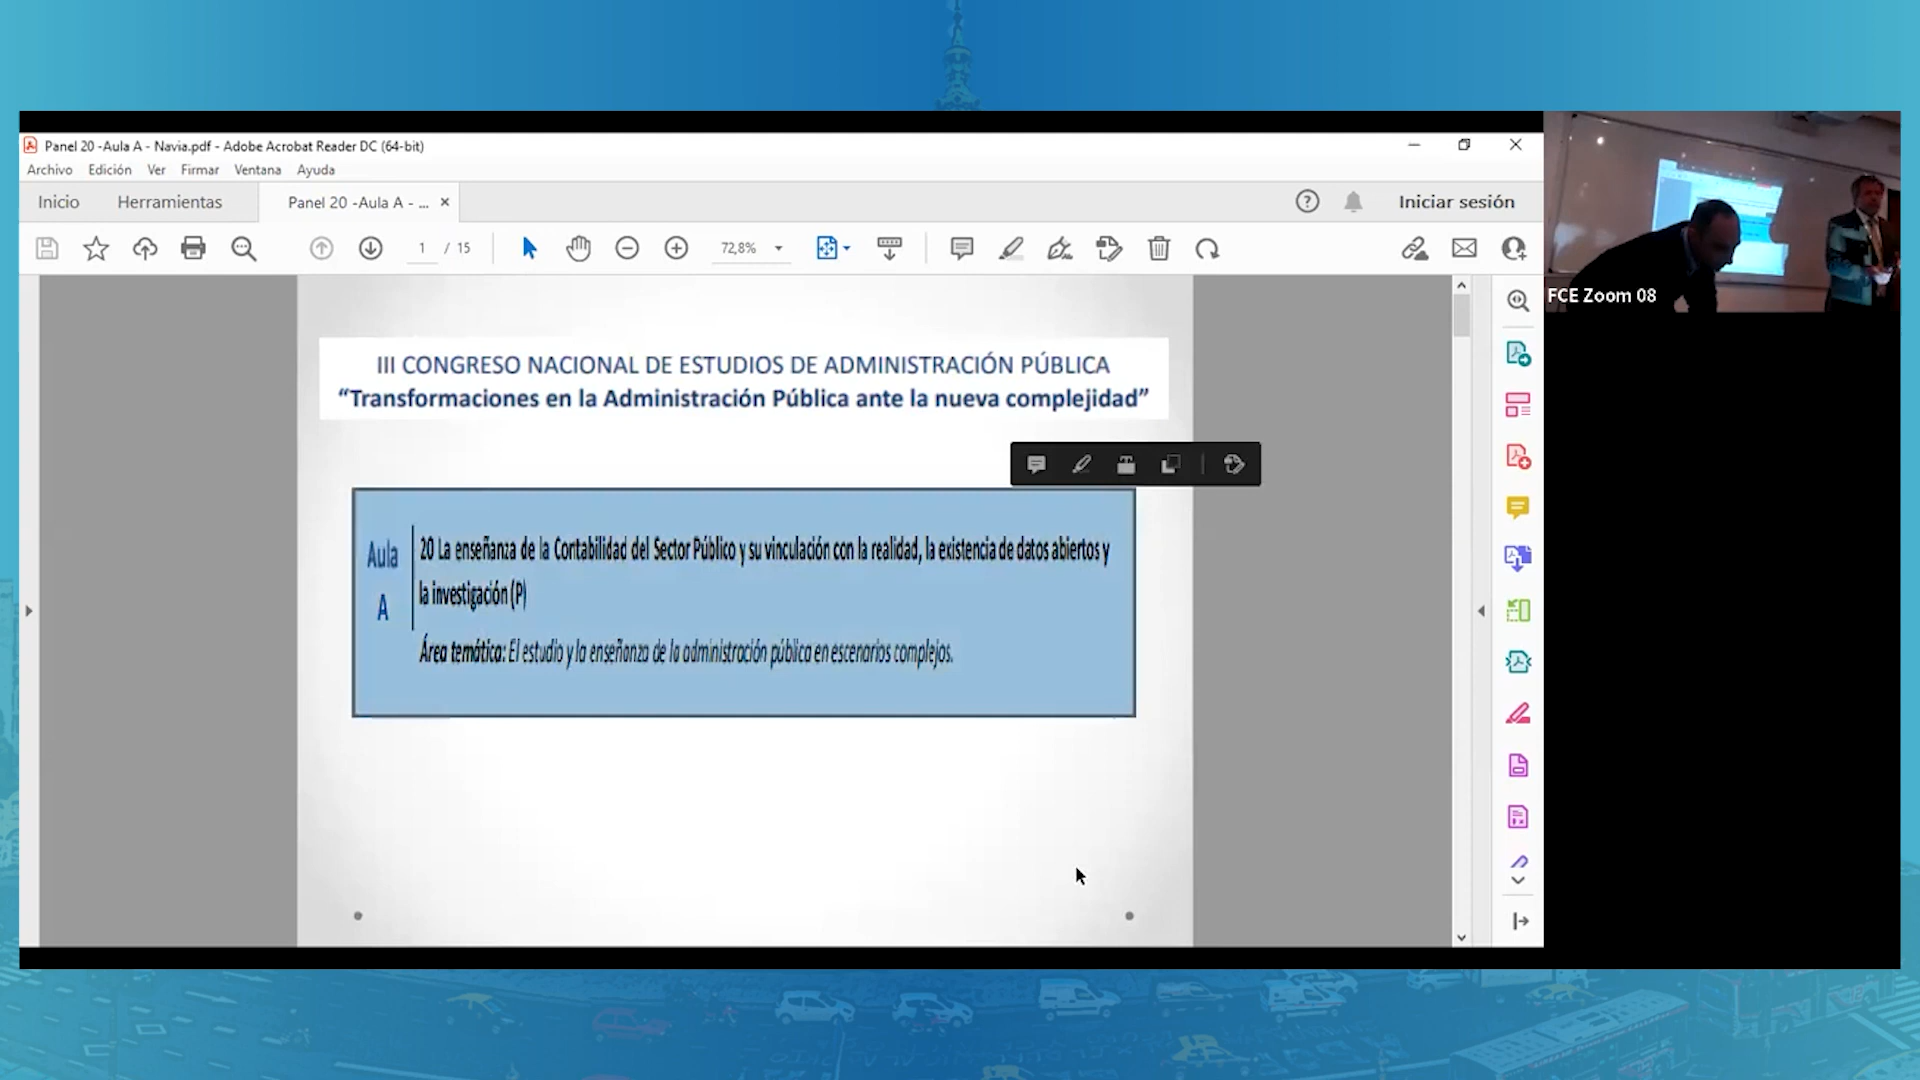 Panel 20 -Aula A - Navia.pdf - Adobe Acrobat Reader DC (64-bit)
Archivo Edición Ver Firmar Ventana Ayuda
Inicio Herramientas Panel 20 -Aula A - ... Iniciar sesión
1 / 15 72,8%
FCE Zoom 08
III CONGRESO NACIONAL DE ESTUDIOS DE ADMINISTRACIÓN PÚBLICA
“Transformaciones en la Administración Pública ante la nueva complejidad”
Aula
A
20 La enseñanza de la Contabilidad del Sector Público y su vinculación con la realidad, la existencia de datos abiertos y
la investigación (P)
Área temática: El estudio y la enseñanza de la administración pública en escenarios complejos.